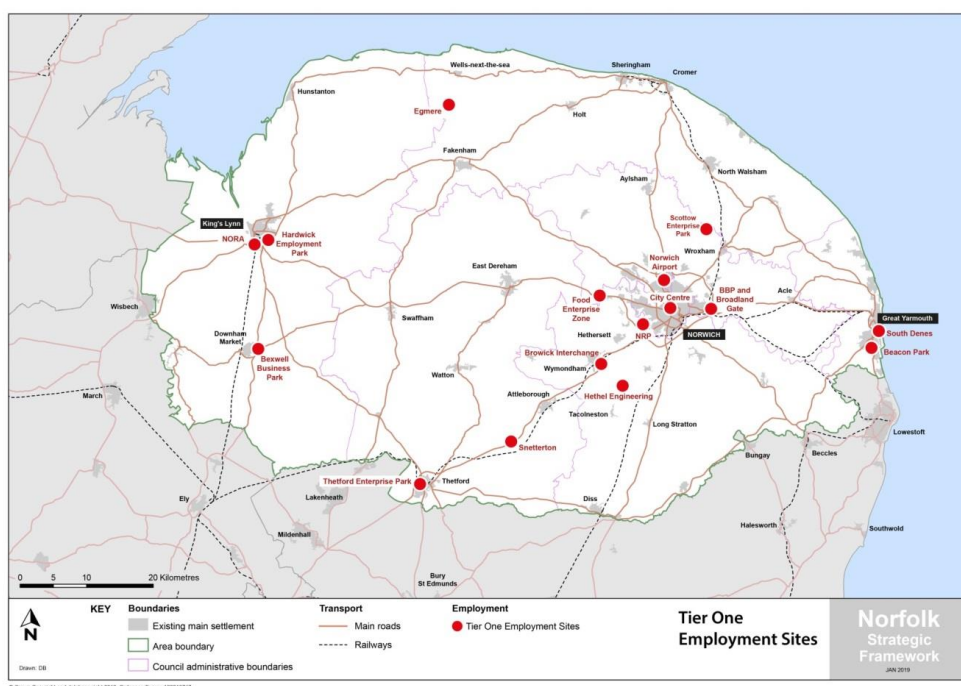 Wells-next-the-sea
Sheringham
Cromer
Hunstanton
Egmere
Holt
Fakenham
North Walsham
Aylsham
King's Lynn
NORA
Hardwick
Employment
Park
Scottow
Enterprise
Park
Wroxham
Norwich
Airport
East Dereham
City Centre
BBP and
Broadland
Gate
Acle
Food
Enterprise
Zone
Wisbech
Swaffham
Great Yarmouth
South Denes
Hethersett
NRP
NORWICH
Downham
Market
Beacon Park
Bexwell
Business
Park
Browick Interchange
Wymondham
Watton
Hethel Engineering
March
Attleborough
Tacolneston
Long Stratton
Lowestoft
Snetterton
Bungay
Beccles
Thetford Enterprise Park
Thetford
Lakenheath
Ely
Diss
Halesworth
Southwold
Mildenhall
Bury
St Edmunds
0 5 10 20 Kilometres
N
Drawn: DB
KEY
Boundaries
Existing main settlement
Area boundary
Council administrative boundaries
Transport
Main roads
Railways
Employment
Tier One Employment Sites
Tier One
Employment Sites
Norfolk
Strategic
Framework
JAN 2019